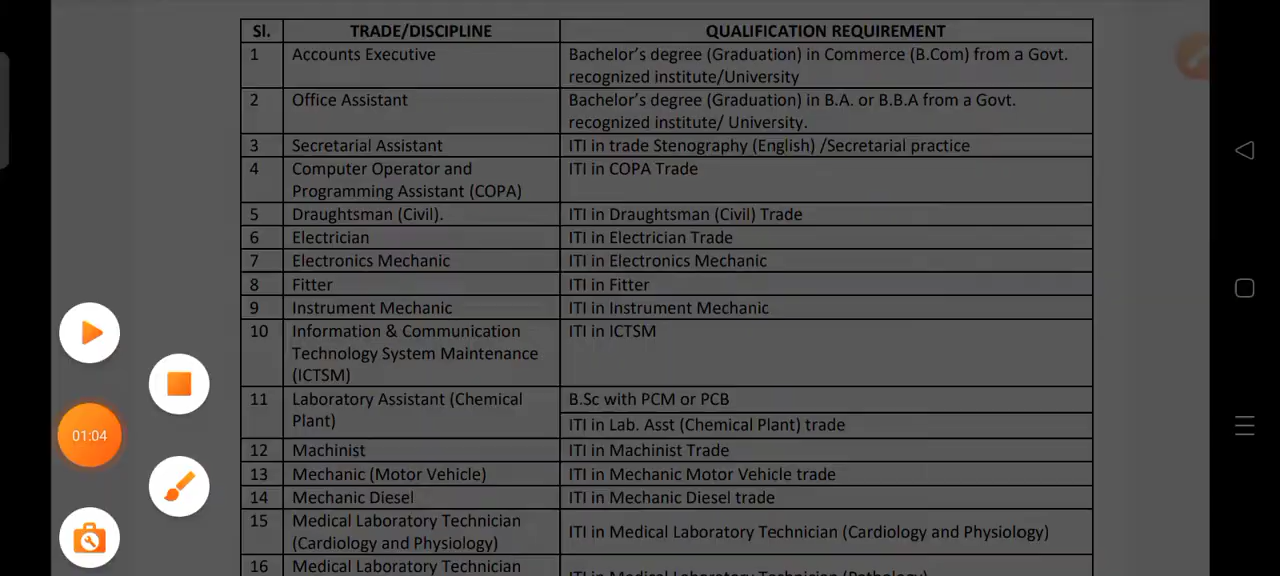 Sl. TRADE/DISCIPLINE QUALIFICATION REQUIREMENT
1 Accounts Executive Bachelor’s degree (Graduation) in Commerce (B.Com) from a Govt.
recognized institute/University
2 Office Assistant Bachelor’s degree (Graduation) in B.A. or B.B.A from a Govt.
recognized institute/ University.
3 Secretarial Assistant ITI in trade Stenography (English) /Secretarial practice
4 Computer Operator and ITI in COPA Trade
Programming Assistant (COPA)
5 Draughtsman (Civil). ITI in Draughtsman (Civil) Trade
6 Electrician ITI in Electrician Trade
7 Electronics Mechanic ITI in Electronics Mechanic
8 Fitter ITI in Fitter
9 Instrument Mechanic ITI in Instrument Mechanic
10 Information & Communication ITI in ICTSM
Technology System Maintenance
(ICTSM)
11 Laboratory Assistant (Chemical B.Sc with PCM or PCB
Plant) ITI in Lab. Asst (Chemical Plant) trade
12 Machinist ITI in Machinist Trade
13 Mechanic (Motor Vehicle) ITI in Mechanic Motor Vehicle trade
14 Mechanic Diesel ITI in Mechanic Diesel trade
15 Medical Laboratory Technician ITI in Medical Laboratory Technician (Cardiology and Physiology)
(Cardiology and Physiology)
16 Medical Laboratory Technician ITI in Medical Laboratory Technician (Pathology)
01:04